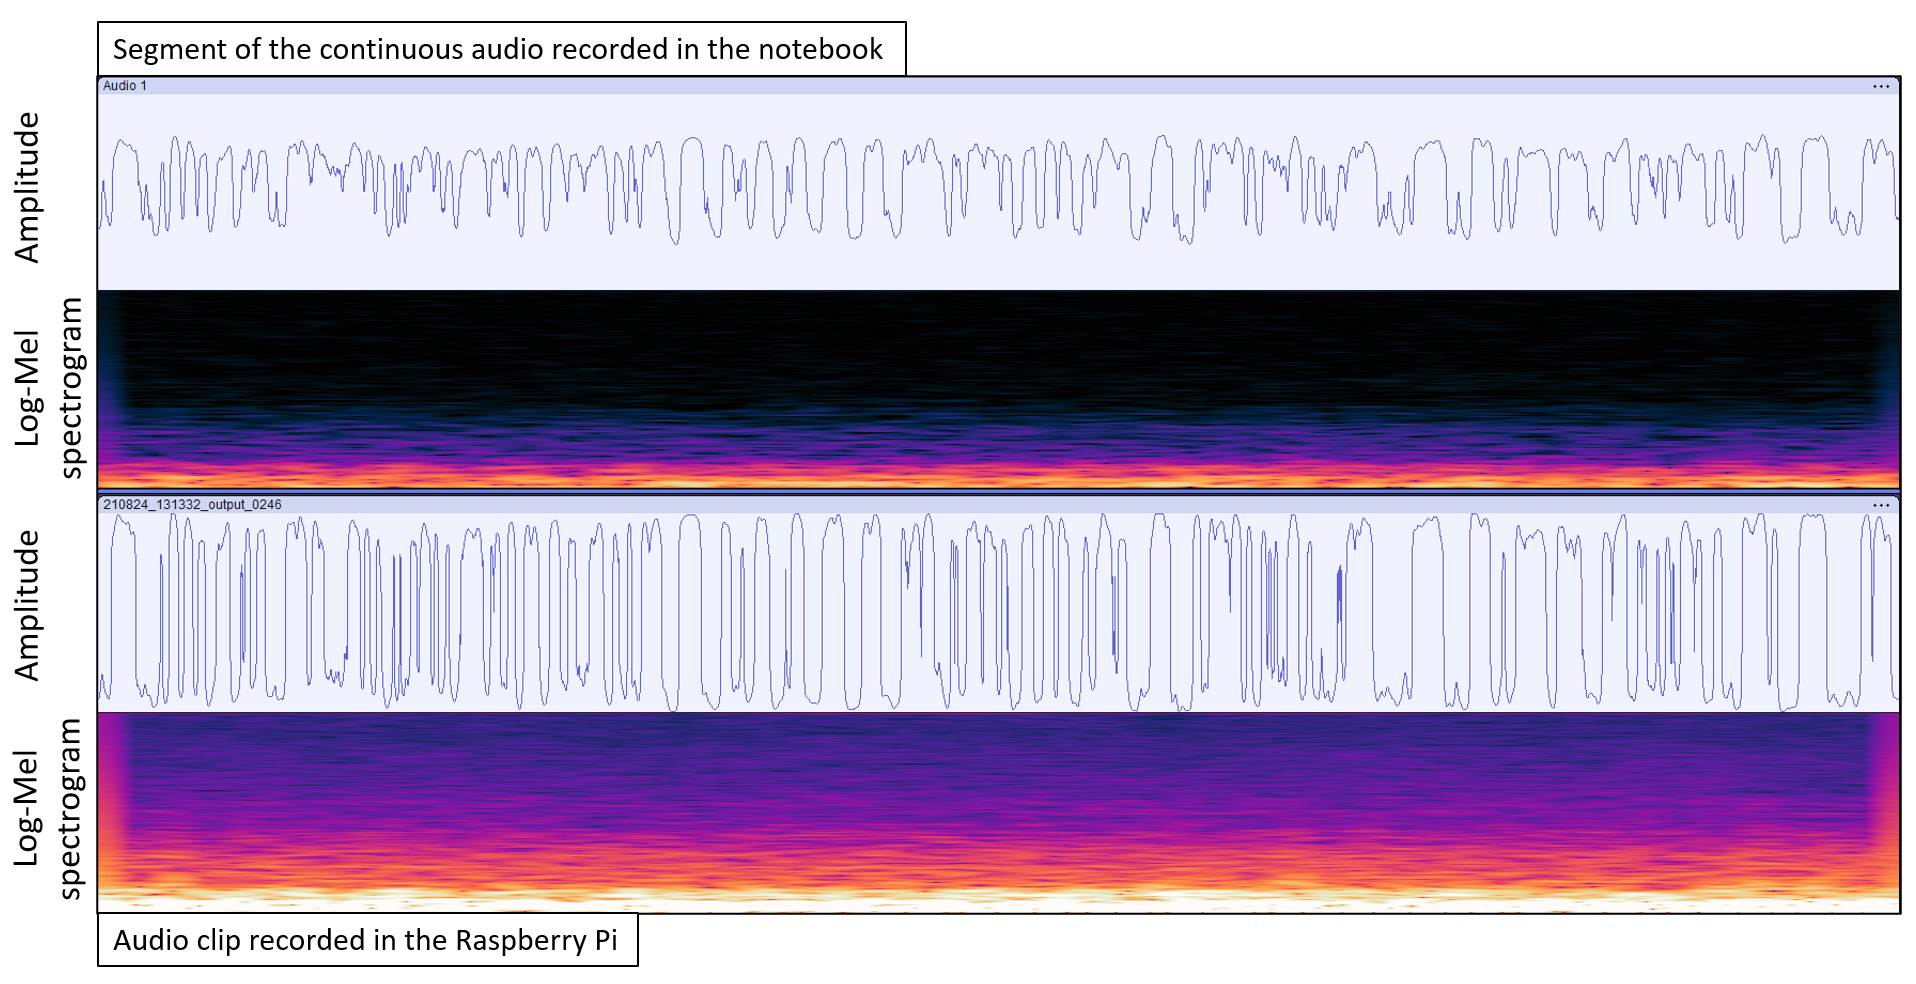 Segment of the continuous audio recorded in the notebook
Audio 1
Amplitude
Log-Mel
spectrogram
210824_131332_output_0246
Amplitude
Log-Mel
spectrogram
Audio clip recorded in the Raspberry Pi